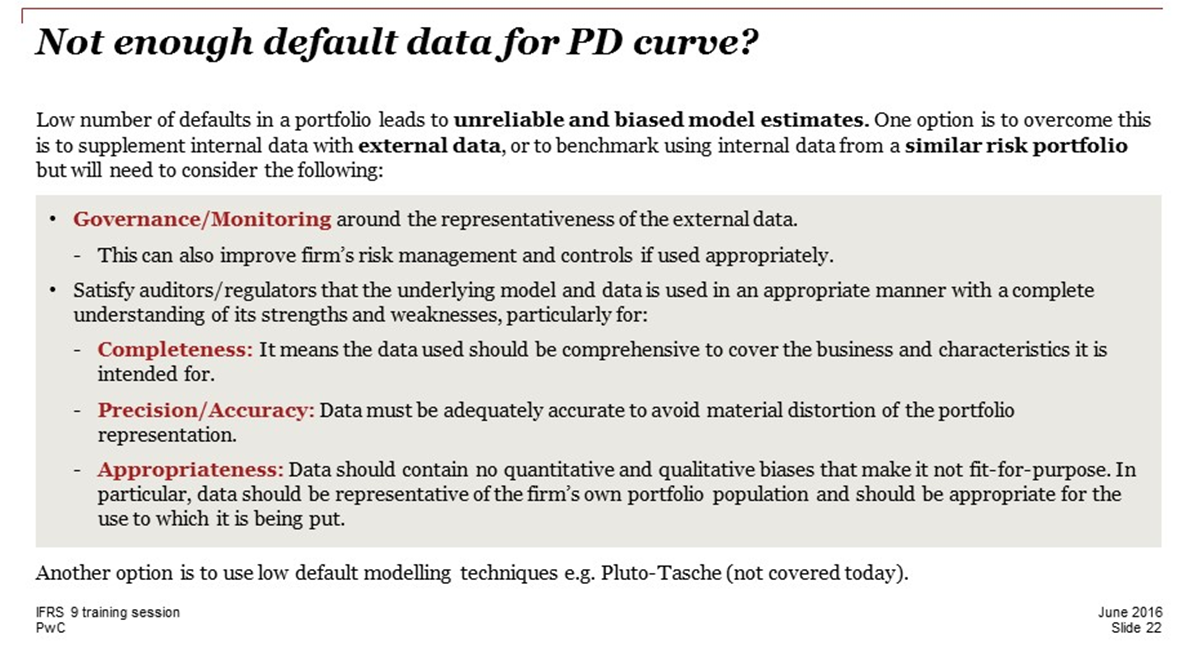 Not enough default data for PD curve?
Low number of defaults in a portfolio leads to unreliable and biased model estimates. One option is to overcome this
is to supplement internal data with external data, or to benchmark using internal data from a similar risk portfolio
but will need to consider the following:
• Governance/Monitoring around the representativeness of the external data.
- This can also improve firm's risk management and controls if used appropriately.
• Satisfy auditors/regulators that the underlying model and data is used in an appropriate manner with a complete
understanding of its strengths and weaknesses, particularly for:
- Completeness: It means the data used should be comprehensive to cover the business and characteristics it is
intended for.
- Precision/Accuracy: Data must be adequately accurate to avoid material distortion of the portfolio
representation.
- Appropriateness: Data should contain no quantitative and qualitative biases that make it not fit-for-purpose. In
particular, data should be representative of the firm's own portfolio population and should be appropriate for the
use to which it is being put.
Another option is to use low default modelling techniques e.g. Pluto-Tasche (not covered today).
IFRS 9 training session
PwC
June 2016
Slide 22